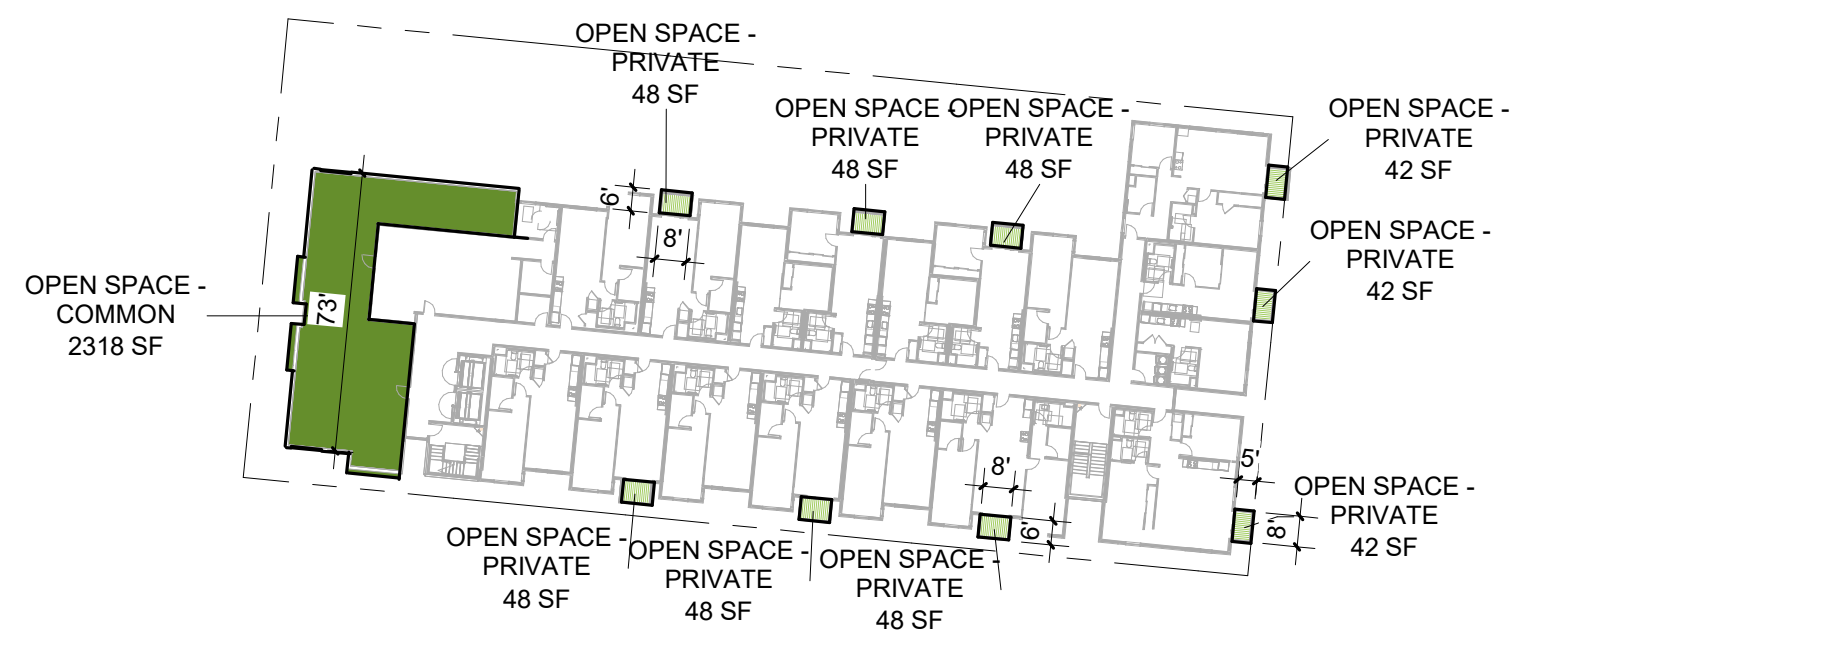 OPEN SPACE -
PRIVATE
48 SF
OPEN SPACE -
PRIVATE
48 SF
OPEN SPACE -
PRIVATE
48 SF
OPEN SPACE -
PRIVATE
42 SF
6'
8'
OPEN SPACE -
PRIVATE
42 SF
OPEN SPACE -
COMMON
2318 SF
73'
8'
6'
5'
8'
OPEN SPACE -
PRIVATE
42 SF
OPEN SPACE -
PRIVATE
48 SF
OPEN SPACE -
PRIVATE
48 SF
OPEN SPACE -
PRIVATE
48 SF